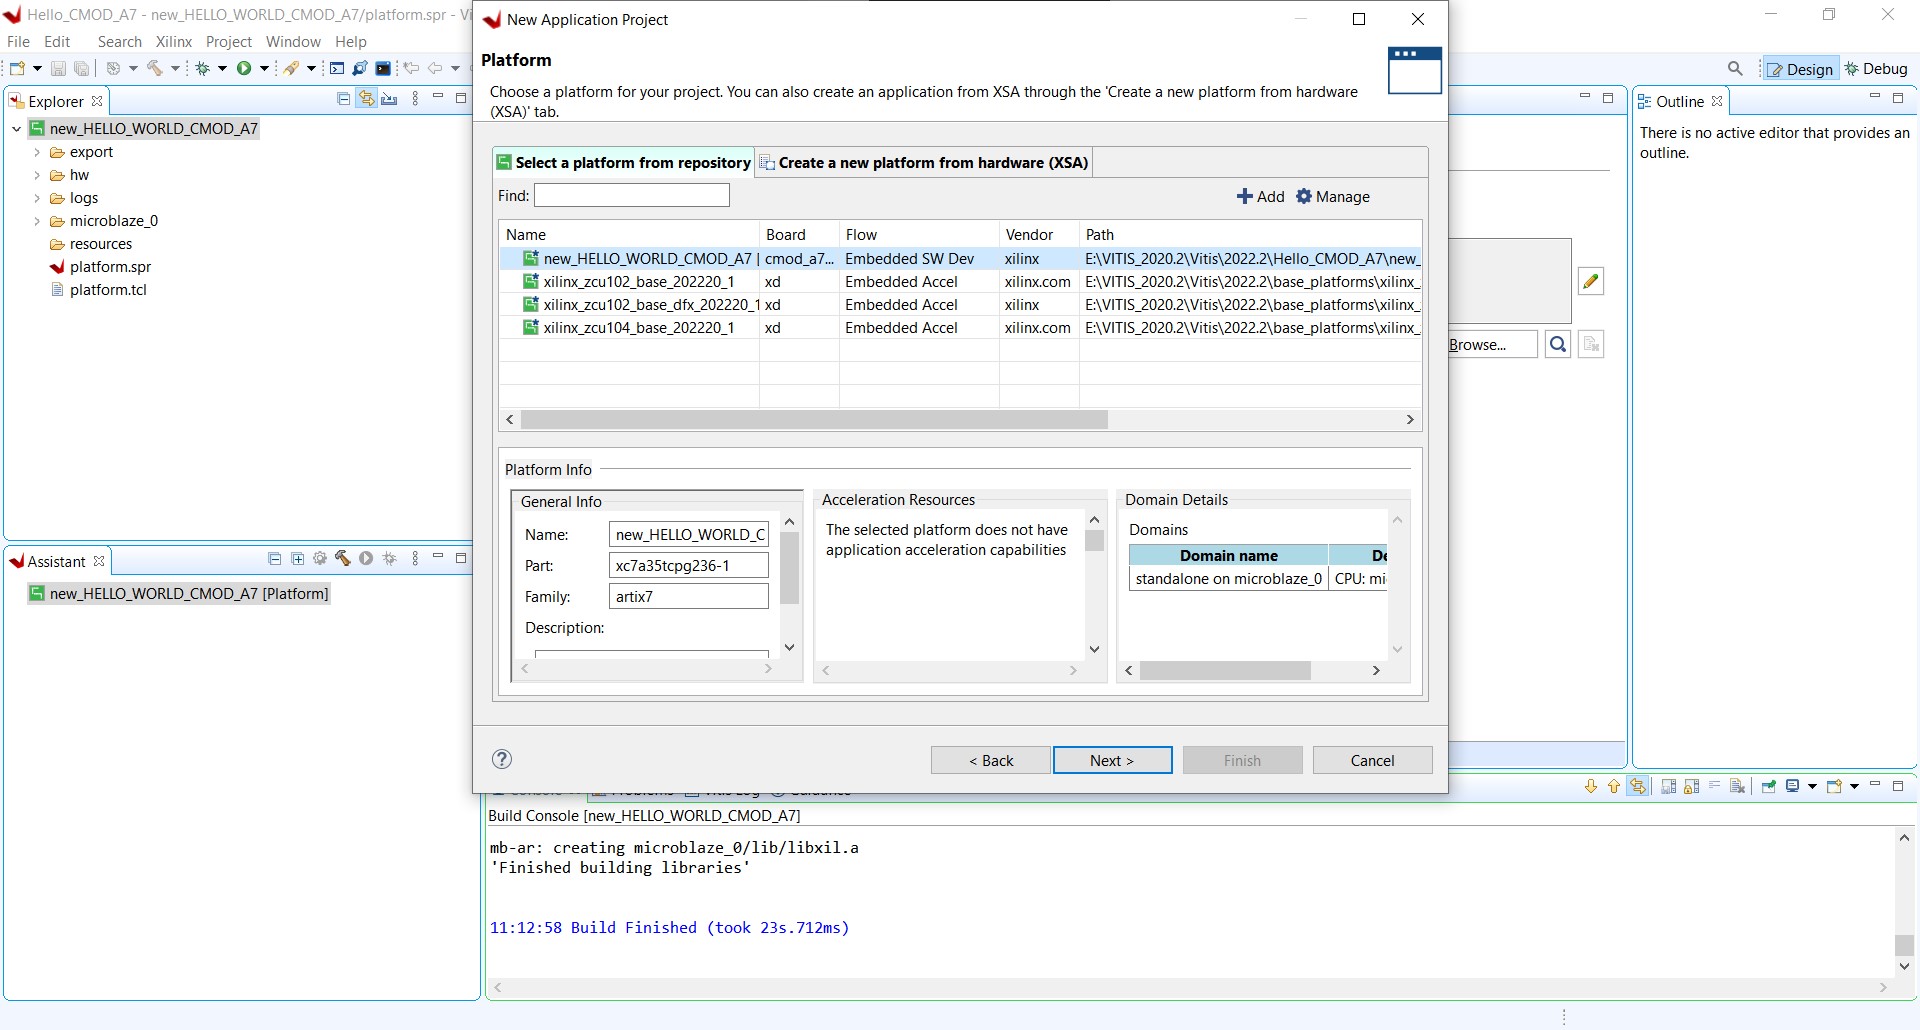 Hello_CMOD_A7 - new_HELLO_WORLD_CMOD_A7/platform.spr - Vi
File Edit Search Xilinx Project Window Help
Design Debug
Explorer
new_HELLO_WORLD_CMOD_A7
export
hw
logs
microblaze_0
resources
platform.spr
platform.tcl
Assistant
new_HELLO_WORLD_CMOD_A7 [Platform]
New Application Project
Platform
Choose a platform for your project. You can also create an application from XSA through the 'Create a new platform from hardware
(XSA)' tab.
Select a platform from repository Create a new platform from hardware (XSA)
Find: Add Manage
Name Board Flow Vendor Path
new_HELLO_WORLD_CMOD_A7 | cmod_a7... Embedded SW Dev xilinx E:\VITIS_2020.2\Vitis\2022.2\Hello_CMOD_A7\new_
xilinx_zcu102_base_202220_1 xd Embedded Accel xilinx.com E:\VITIS_2020.2\Vitis\2022.2\base_platforms\xilinx_
xilinx_zcu102_base_dfx_202220_1 xd Embedded Accel xilinx E:\VITIS_2020.2\Vitis\2022.2\base_platforms\xilinx_
xilinx_zcu104_base_202220_1 xd Embedded Accel xilinx.com E:\VITIS_2020.2\Vitis\2022.2\base_platforms\xilinx_
Platform Info
General Info
Name: new_HELLO_WORLD_C
Part: xc7a35tcpg236-1
Family: artix7
Description:
Acceleration Resources
The selected platform does not have
application acceleration capabilities
Domain Details
Domains
Domain name De
standalone on microblaze_0 CPU: mi
< Back Next > Finish Cancel
Browse...
Outline
There is no active editor that provides an
outline.
Build Console [new_HELLO_WORLD_CMOD_A7]
mb-ar: creating microblaze_0/lib/libxil.a
'Finished building libraries'
11:12:58 Build Finished (took 23s.712ms)